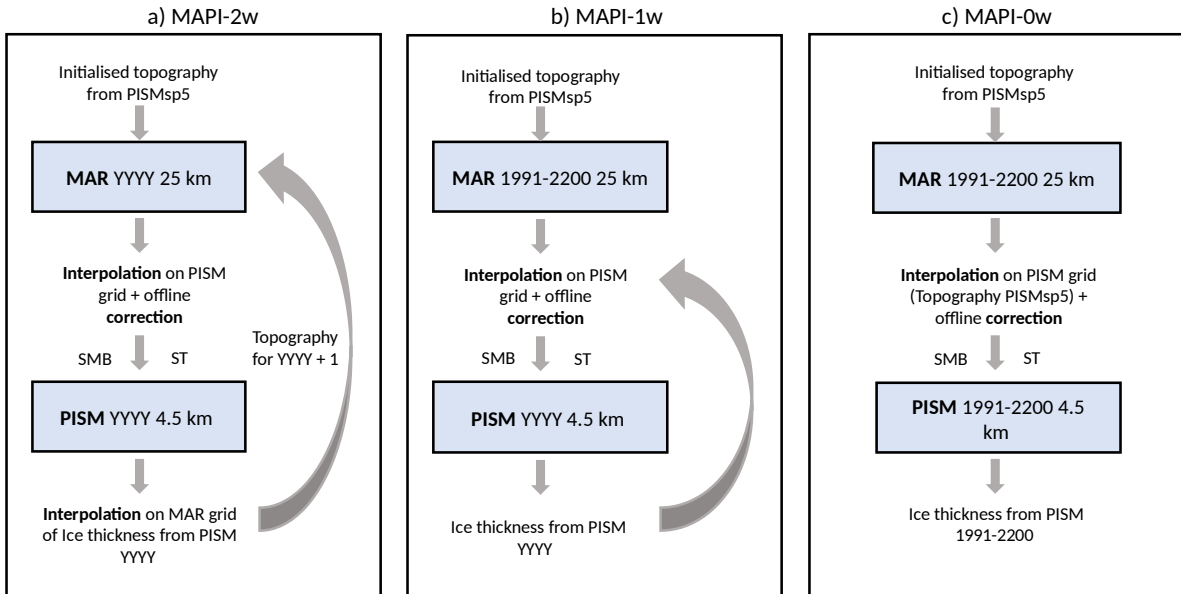 a) MAPI-2w
Initialised topography
from PISMsp5
MAR YYYY 25 km
Interpolation on PISM
grid + offline
correction
Topography
for YYYY + 1
SMB
ST
PISM YYYY 4.5 km
Interpolation on MAR grid
of Ice thickness from PISM
YYYY
b) MAPI-1w
Initialised topography
from PISMsp5
MAR 1991-2200 25 km
Interpolation on PISM
grid + offline
correction
SMB
ST
PISM YYYY 4.5 km
Ice thickness from PISM
YYYY
c) MAPI-0w
Initialised topography
from PISMsp5
MAR 1991-2200 25 km
Interpolation on PISM grid
(Topography PISMsp5) +
offline correction
SMB
ST
PISM 1991-2200 4.5
km
Ice thickness from PISM
1991-2200